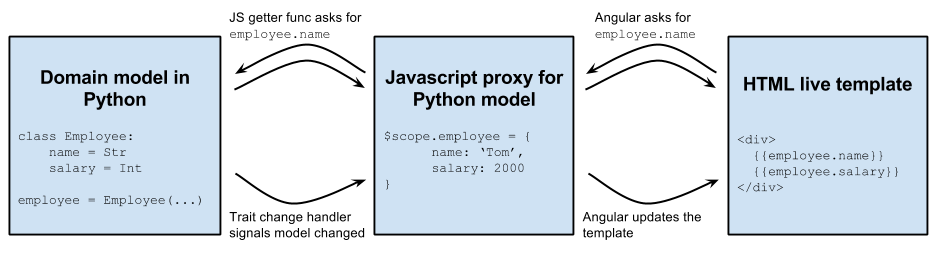 JS getter func asks for
employee.name
Angular asks for
employee.name
Domain model in
Python
class Employee:
    name = Str
    salary = Int
employee = Employee(...)
Javascript proxy for
Python model
$scope.employee = {
    name: ‘Tom’,
    salary: 2000
}
HTML live template
<div>
  {{employee.name}}
  {{employee.salary}}
</div>
Trait change handler
signals model changed
Angular updates the
template